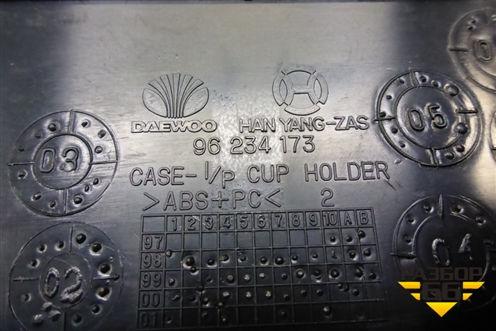 DAEWOO HAN YANG-ZAS
96 234 173
CASE-I/P CUP HOLDER
>ABS+PC< 2
1 2 3 4 5 6 7 8 9 10 A B
97
98
99
00
01
03
05
02
04
РАЗБОР
66